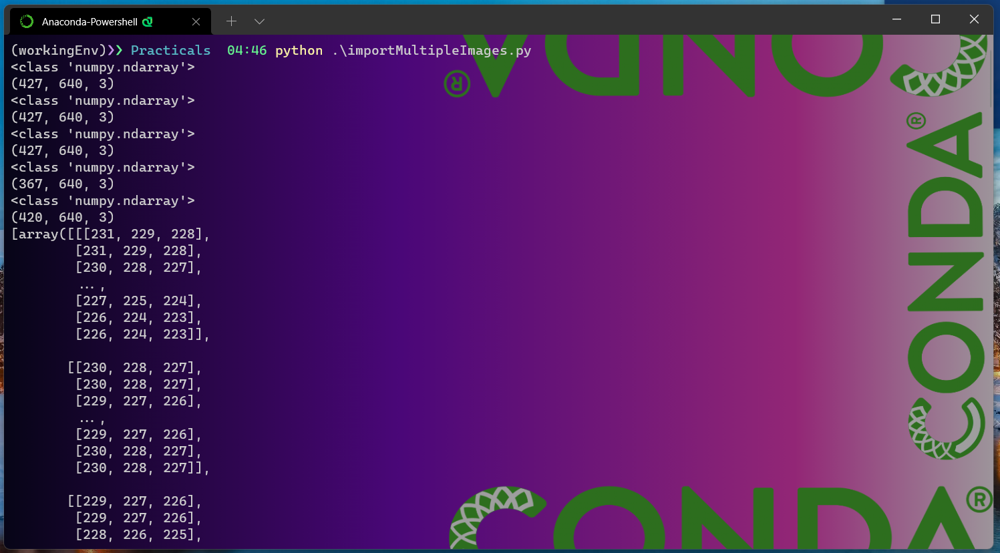 Anaconda-Powershell
(workingEnv)❯❯ Practicals 04:46 python .\importMultipleImages.py
<class 'numpy.ndarray'>
(427, 640, 3)
<class 'numpy.ndarray'>
(427, 640, 3)
<class 'numpy.ndarray'>
(427, 640, 3)
<class 'numpy.ndarray'>
(367, 640, 3)
<class 'numpy.ndarray'>
(420, 640, 3)
[array([[[231, 229, 228],
[231, 229, 228],
[230, 228, 227],
...,
[227, 225, 224],
[226, 224, 223],
[226, 224, 223]],
[[230, 228, 227],
[230, 228, 227],
[229, 227, 226],
...,
[229, 227, 226],
[230, 228, 227],
[230, 228, 227]],
[[229, 227, 226],
[229, 227, 226],
[228, 226, 225],
CONDA®
CONDA®
CONDA®